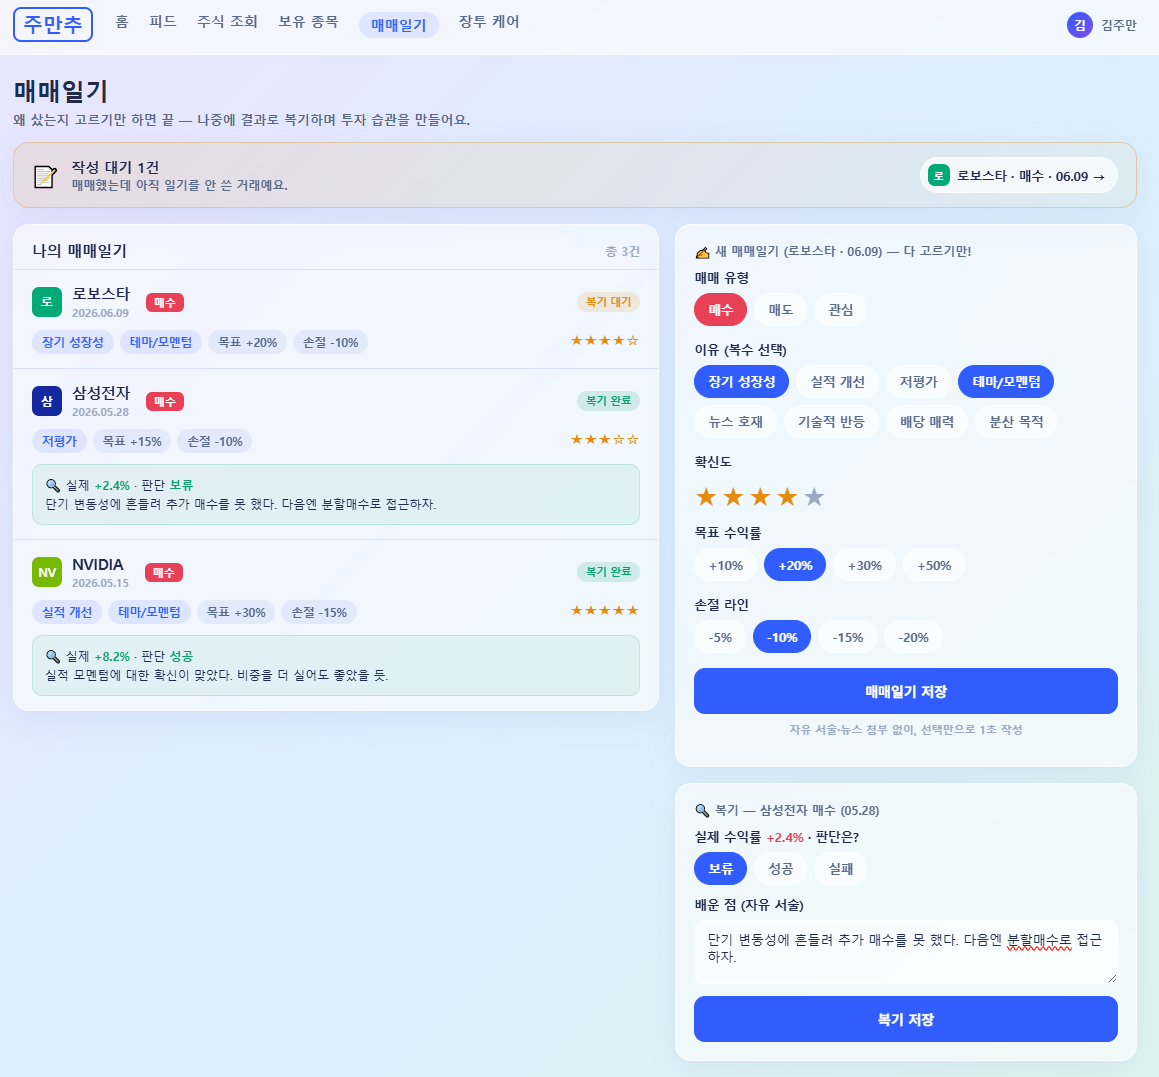 주만추 홈 피드 주식 조회 보유 종목 매매일기 장투 케어 김 김주만
매매일기
왜 샀는지 고르기만 하면 끝 — 나중에 결과로 복기하며 투자 습관을 만들어요.
작성 대기 1건
매매했는데 아직 일기를 안 쓴 거래예요.
로 로보스타 · 매수 · 06.09 →
나의 매매일기 총 3건
로 로보스타 매수 복기 대기
2026.06.09
장기 성장성 테마/모멘텀 목표 +20% 손절 -10% ★★★★☆
삼 삼성전자 매수 복기 완료
2026.05.28
저평가 목표 +15% 손절 -10% ★★★☆☆
실제 +2.4% · 판단 보류
단기 변동성에 흔들려 추가 매수를 못 했다. 다음엔 분할매수로 접근하자.
NV NVIDIA 매수 복기 완료
2026.05.15
실적 개선 테마/모멘텀 목표 +30% 손절 -15% ★★★★★
실제 +8.2% · 판단 성공
실적 모멘텀에 대한 확신이 맞았다. 비중을 더 실어도 좋았을 듯.
새 매매일기 (로보스타 · 06.09) — 다 고르기만!
매매 유형
매수 매도 관심
이유 (복수 선택)
장기 성장성 실적 개선 저평가 테마/모멘텀
뉴스 호재 기술적 반등 배당 매력 분산 목적
확신도
★★★★★
목표 수익률
+10% +20% +30% +50%
손절 라인
-5% -10% -15% -20%
매매일기 저장
자유 서술·뉴스 첨부 없이, 선택만으로 1초 작성
복기 — 삼성전자 매수 (05.28)
실제 수익률 +2.4% · 판단은?
보류 성공 실패
배운 점 (자유 서술)
단기 변동성에 흔들려 추가 매수를 못 했다. 다음엔 분할매수로 접근
하자.
복기 저장